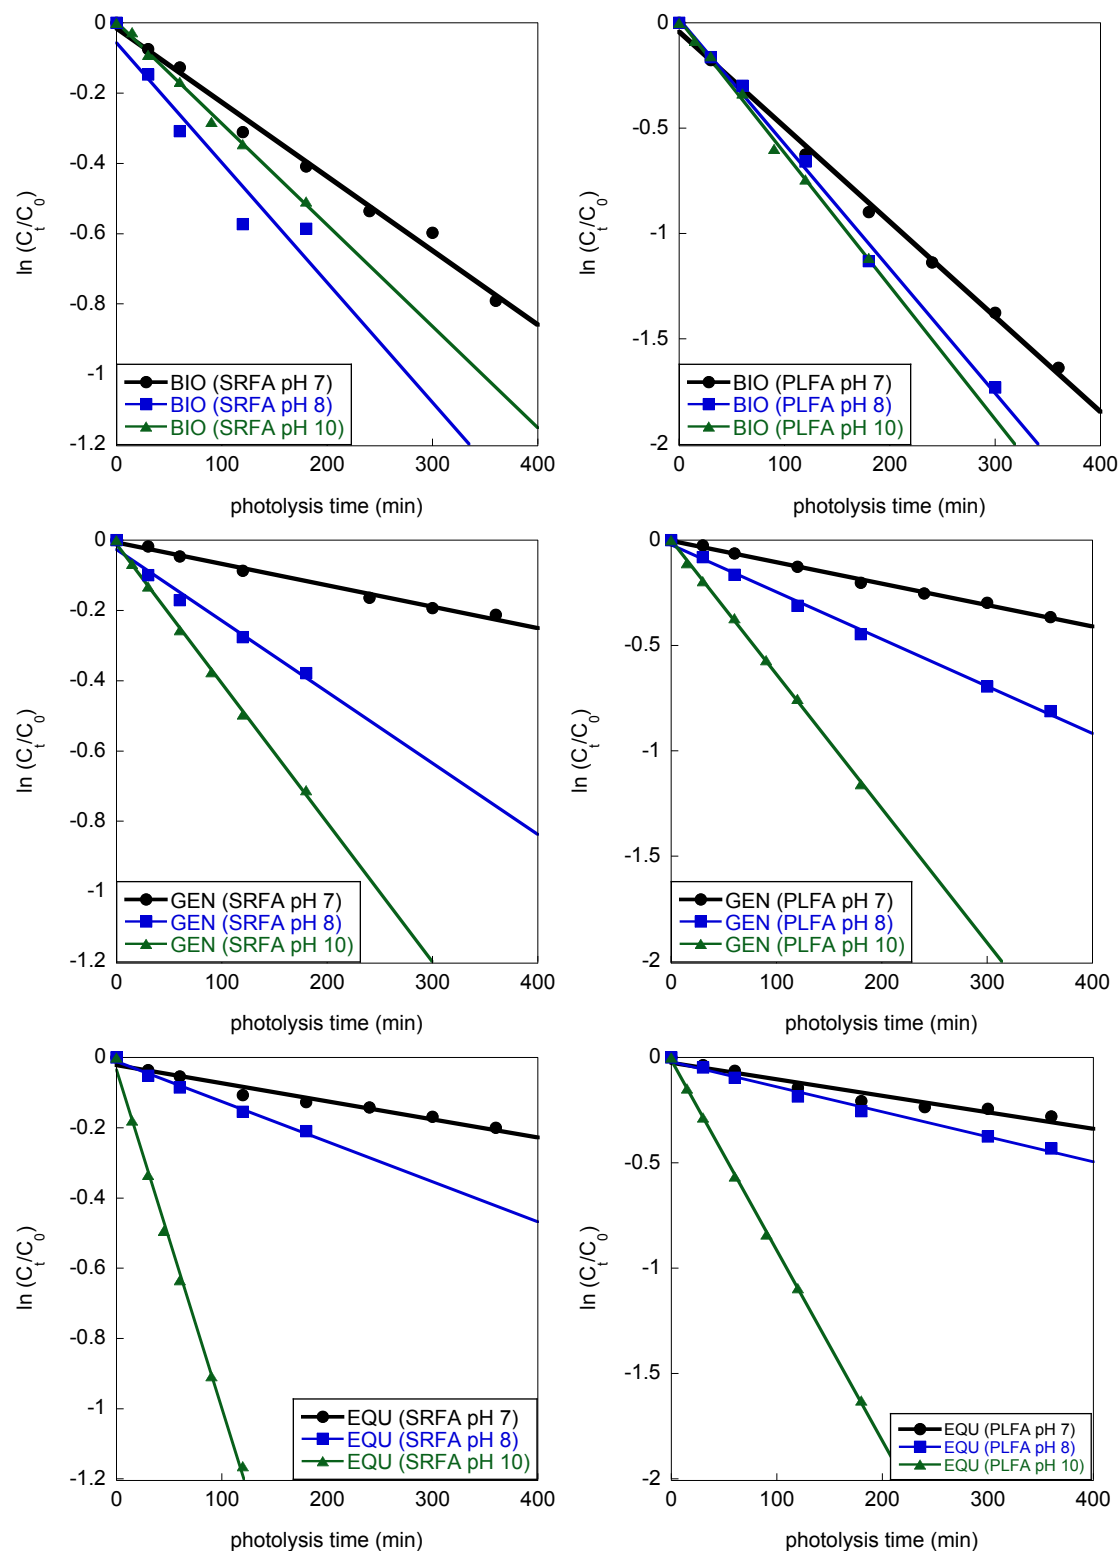 0
-0.2
-0.4
-0.6
-0.8
-1
-1.2
ln (Cₜ/C₀)
BIO (SRFA pH 7)
BIO (SRFA pH 8)
BIO (SRFA pH 10)
0 100 200 300 400
photolysis time (min)
0
-0.5
-1
-1.5
-2
ln (Cₜ/C₀)
BIO (PLFA pH 7)
BIO (PLFA pH 8)
BIO (PLFA pH 10)
0 100 200 300 400
photolysis time (min)
0
-0.2
-0.4
-0.6
-0.8
-1
-1.2
ln (Cₜ/C₀)
GEN (SRFA pH 7)
GEN (SRFA pH 8)
GEN (SRFA pH 10)
0 100 200 300 400
photolysis time (min)
0
-0.5
-1
-1.5
-2
ln (Cₜ/C₀)
GEN (PLFA pH 7)
GEN (PLFA pH 8)
GEN (PLFA pH 10)
0 100 200 300 400
photolysis time (min)
0
-0.2
-0.4
-0.6
-0.8
-1
-1.2
ln (Cₜ/C₀)
EQU (SRFA pH 7)
EQU (SRFA pH 8)
EQU (SRFA pH 10)
0 100 200 300 400
photolysis time (min)
0
-0.5
-1
-1.5
-2
ln (Cₜ/C₀)
EQU (PLFA pH 7)
EQU (PLFA pH 8)
EQU (PLFA pH 10)
0 100 200 300 400
photolysis time (min)